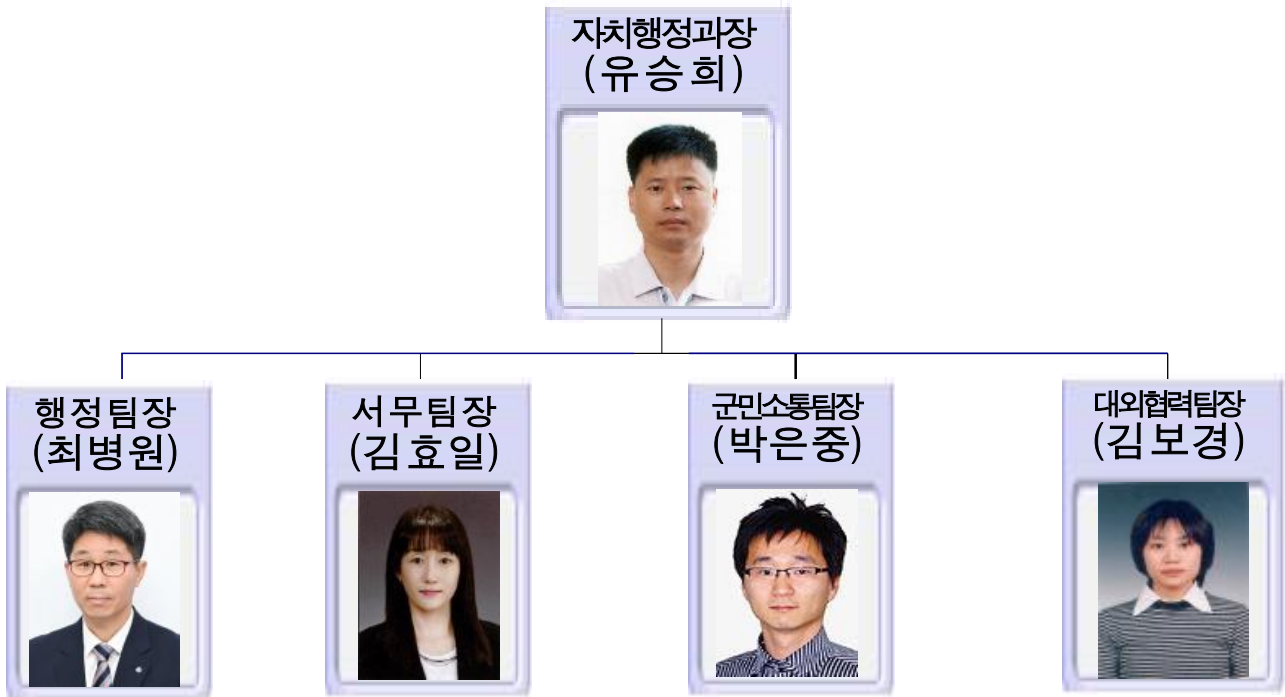 자치행정과장
(유승희)
행정팀장
(최병원)
서무팀장
(김효일)
군민소통팀장
(박은중)
대외협력팀장
(김보경)